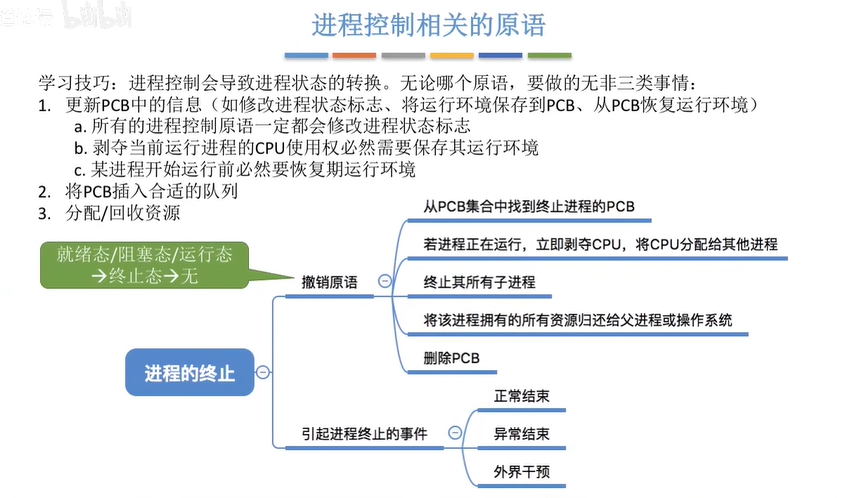 bilibili
进程控制相关的原语
学习技巧：进程控制会导致进程状态的转换。无论哪个原语，要做的无非三类事情：
1. 更新PCB中的信息（如修改进程状态标志、将运行环境保存到PCB、从PCB恢复运行环境）
a. 所有的进程控制原语一定都会修改进程状态标志
b. 剥夺当前运行进程的CPU使用权必然需要保存其运行环境
c. 某进程开始运行前必然要恢复期运行环境
2. 将PCB插入合适的队列
3. 分配/回收资源
就绪态/阻塞态/运行态
→终止态→无
进程的终止
撤销原语
从PCB集合中找到终止进程的PCB
若进程正在运行，立即剥夺CPU，将CPU分配给其他进程
终止其所有子进程
将该进程拥有的所有资源归还给父进程或操作系统
删除PCB
引起进程终止的事件
正常结束
异常结束
外界干预